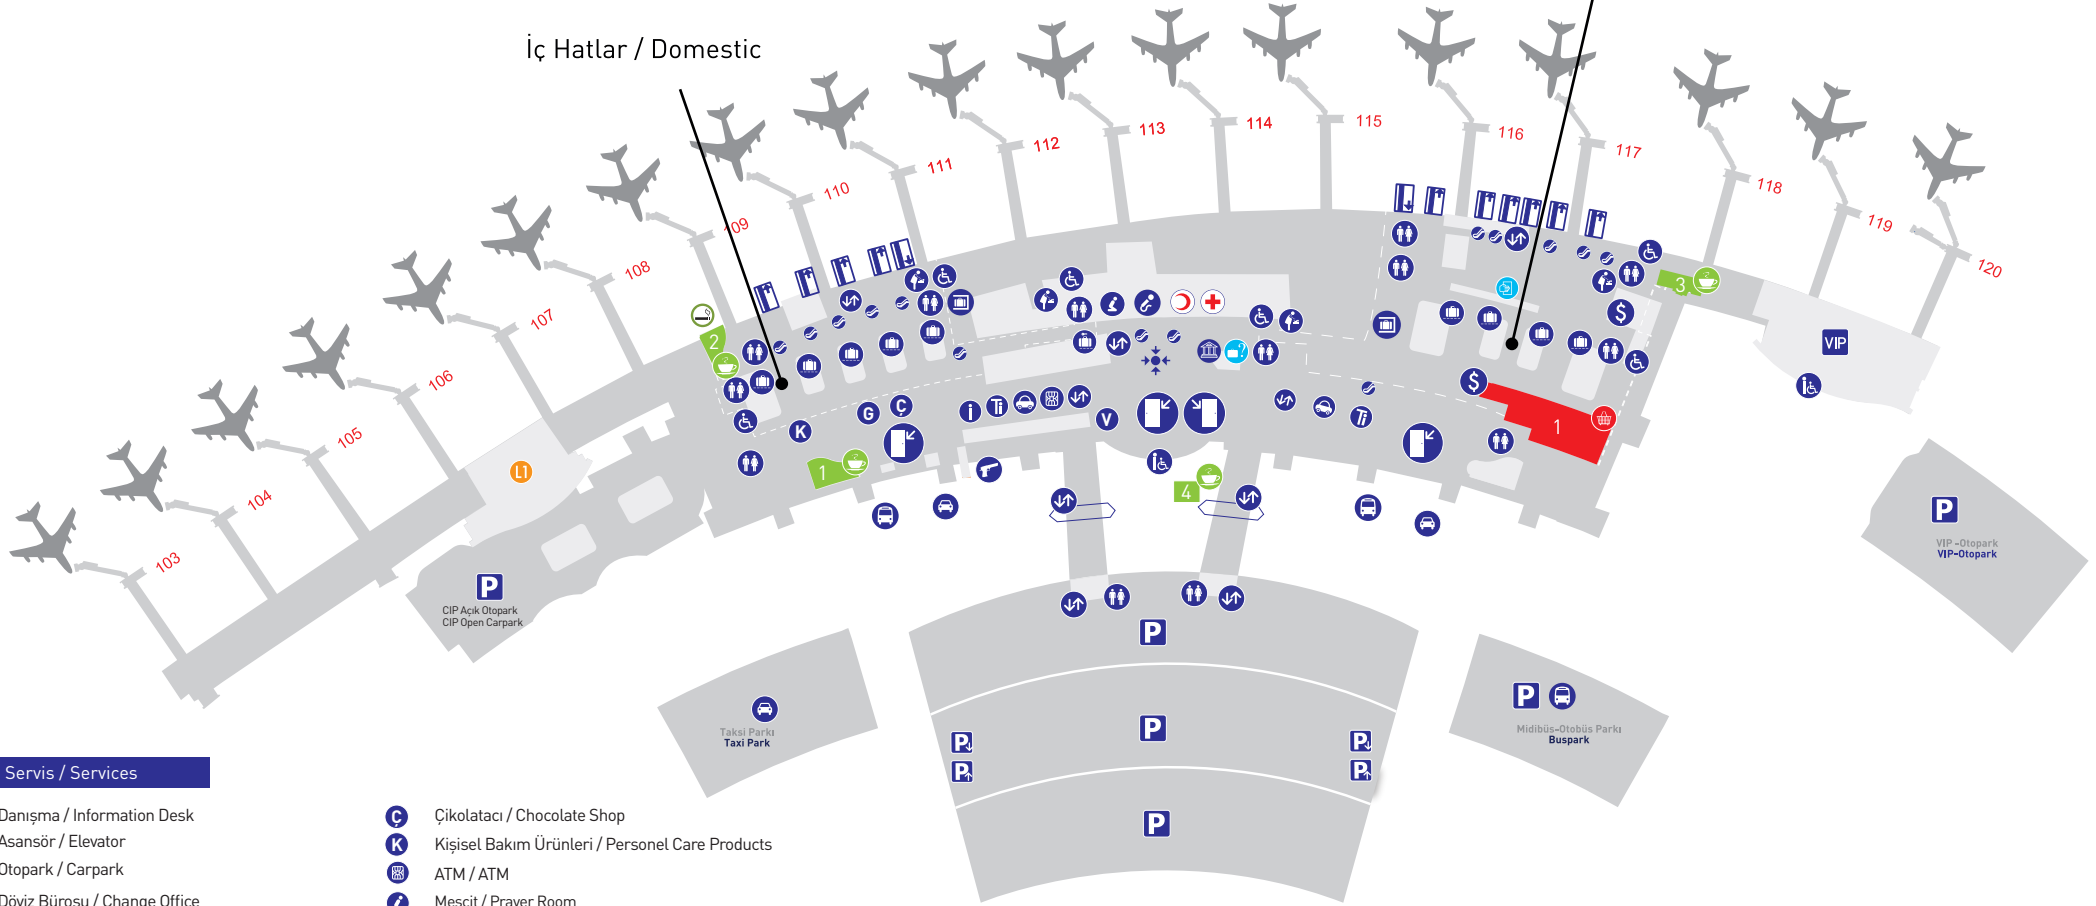 İç Hatlar / Domestic
103
104
105
106
107
108
109
110
111
112
113
114
115
116
117
118
119
120
2
3
$
VIP
$
G
Ç
K
i
Ti
V
Ti
1
1
4
L1
i
i
P
CIP Açık Otopark
CIP Open Carpark
P
VIP -Otopark
VIP-Otopark
P
P
P
P
P
P
P
Taksi Parkı
Taxi Park
P
Midibüs-Otobüs Parkı
Buspark
Servis / Services
Danışma / Information Desk
Asansör / Elevator
Otopark / Carpark
Döviz Bürosu / Change Office
Ç Çikolatacı / Chocolate Shop
K Kişisel Bakım Ürünleri / Personel Care Products
ATM / ATM
Mescit / Prayer Room